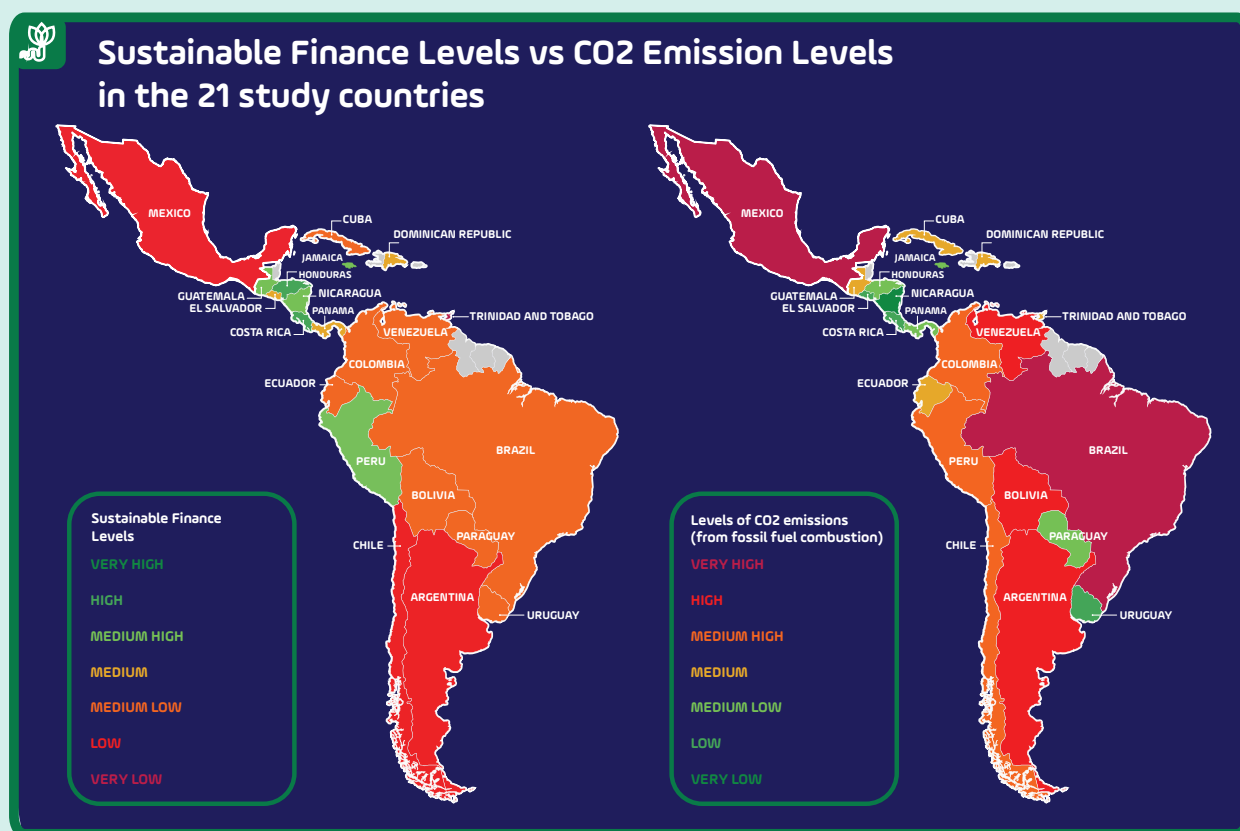 Sustainable Finance Levels vs CO2 Emission Levels
in the 21 study countries
MEXICO
CUBA
DOMINICAN REPUBLIC
JAMAICA
HONDURAS
GUATEMALA
NICARAGUA
EL SALVADOR
PANAMA
COSTA RICA
TRINIDAD AND TOBAGO
VENEZUELA
COLOMBIA
ECUADOR
BRAZIL
PERU
BOLIVIA
PARAGUAY
CHILE
ARGENTINA
URUGUAY
Sustainable Finance
Levels
VERY HIGH
HIGH
MEDIUM HIGH
MEDIUM
MEDIUM LOW
LOW
VERY LOW
MEXICO
CUBA
DOMINICAN REPUBLIC
JAMAICA
HONDURAS
GUATEMALA
NICARAGUA
EL SALVADOR
PANAMA
COSTA RICA
TRINIDAD AND TOBAGO
VENEZUELA
COLOMBIA
ECUADOR
BRAZIL
PERU
BOLIVIA
PARAGUAY
CHILE
ARGENTINA
URUGUAY
Levels of CO2 emissions
(from fossil fuel combustion)
VERY HIGH
HIGH
MEDIUM HIGH
MEDIUM
MEDIUM LOW
LOW
VERY LOW